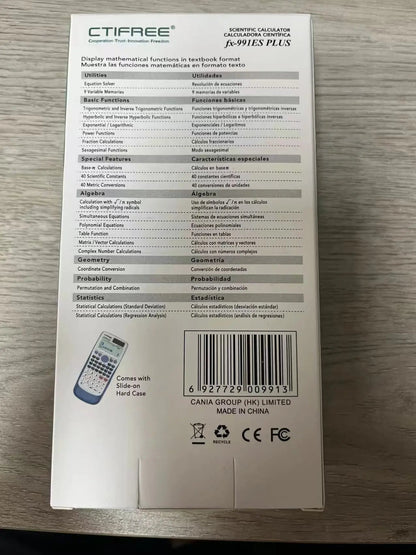 CTIFREE®
Cooperation Trust Innovation Freedom
SCIENTIFIC CALCULATOR
CALCULADORA CIENTÍFICA
fx-991ES PLUS
Display mathematical functions in textbook format
Muestra las funciones matemáticas en formato texto
Utilities Utilidades
Equation Solver Resolución de ecuaciones
9 Variable Memories 9 memorias de variables
Basic Functions Funciones básicas
Trigonometric and Inverse Trigonometric Functions Funciones trigonométricas y trigonométricas inversas
Hyperbolic and Inverse Hyperbolic Functions Funciones hiperbólicas e hiperbólicas inversas
Exponential / Logarithmic Exponenciales / Logaritmos
Power Functions Funciones de potencias
Fraction Calculations Cálculos fraccionarios
Sexagesimal Functions Modo sexagesimal
Special Features Características especiales
Base-n Calculations Cálculos en base n
40 Scientific Constants 40 constantes científicas
40 Metric Conversions 40 conversiones de unidades
Algebra Álgebra
Calculation with √ / π symbol Uso de símbolos √ / π en los cálculos
including simplifying radicals simplifican la radicación
Simultaneous Equations Sistemas de ecuaciones simultáneas
Polynomial Equations Ecuaciones polinomiales
Table Function Funciones en tablas
Matrix / Vector Calculations Cálculos con matrices y vectores
Complex Number Calculations Cálculos con números complejos
Geometry Geometría
Coordinate Conversion Conversión de coordenadas
Probability Probabilidad
Permutation and Combination Permutación y combinación
Statistics Estadística
Statistical Calculations (Standard Deviation) Cálculos estadísticos (desviación estándar)
Statistical Calculations (Regression Analysis) Cálculos estadísticos (análisis de regresiones)
Comes with
Slide-on
Hard Case
6 927729 009913
CANIA GROUP (HK) LIMITED
MADE IN CHINA
RECYCLE
CE FC